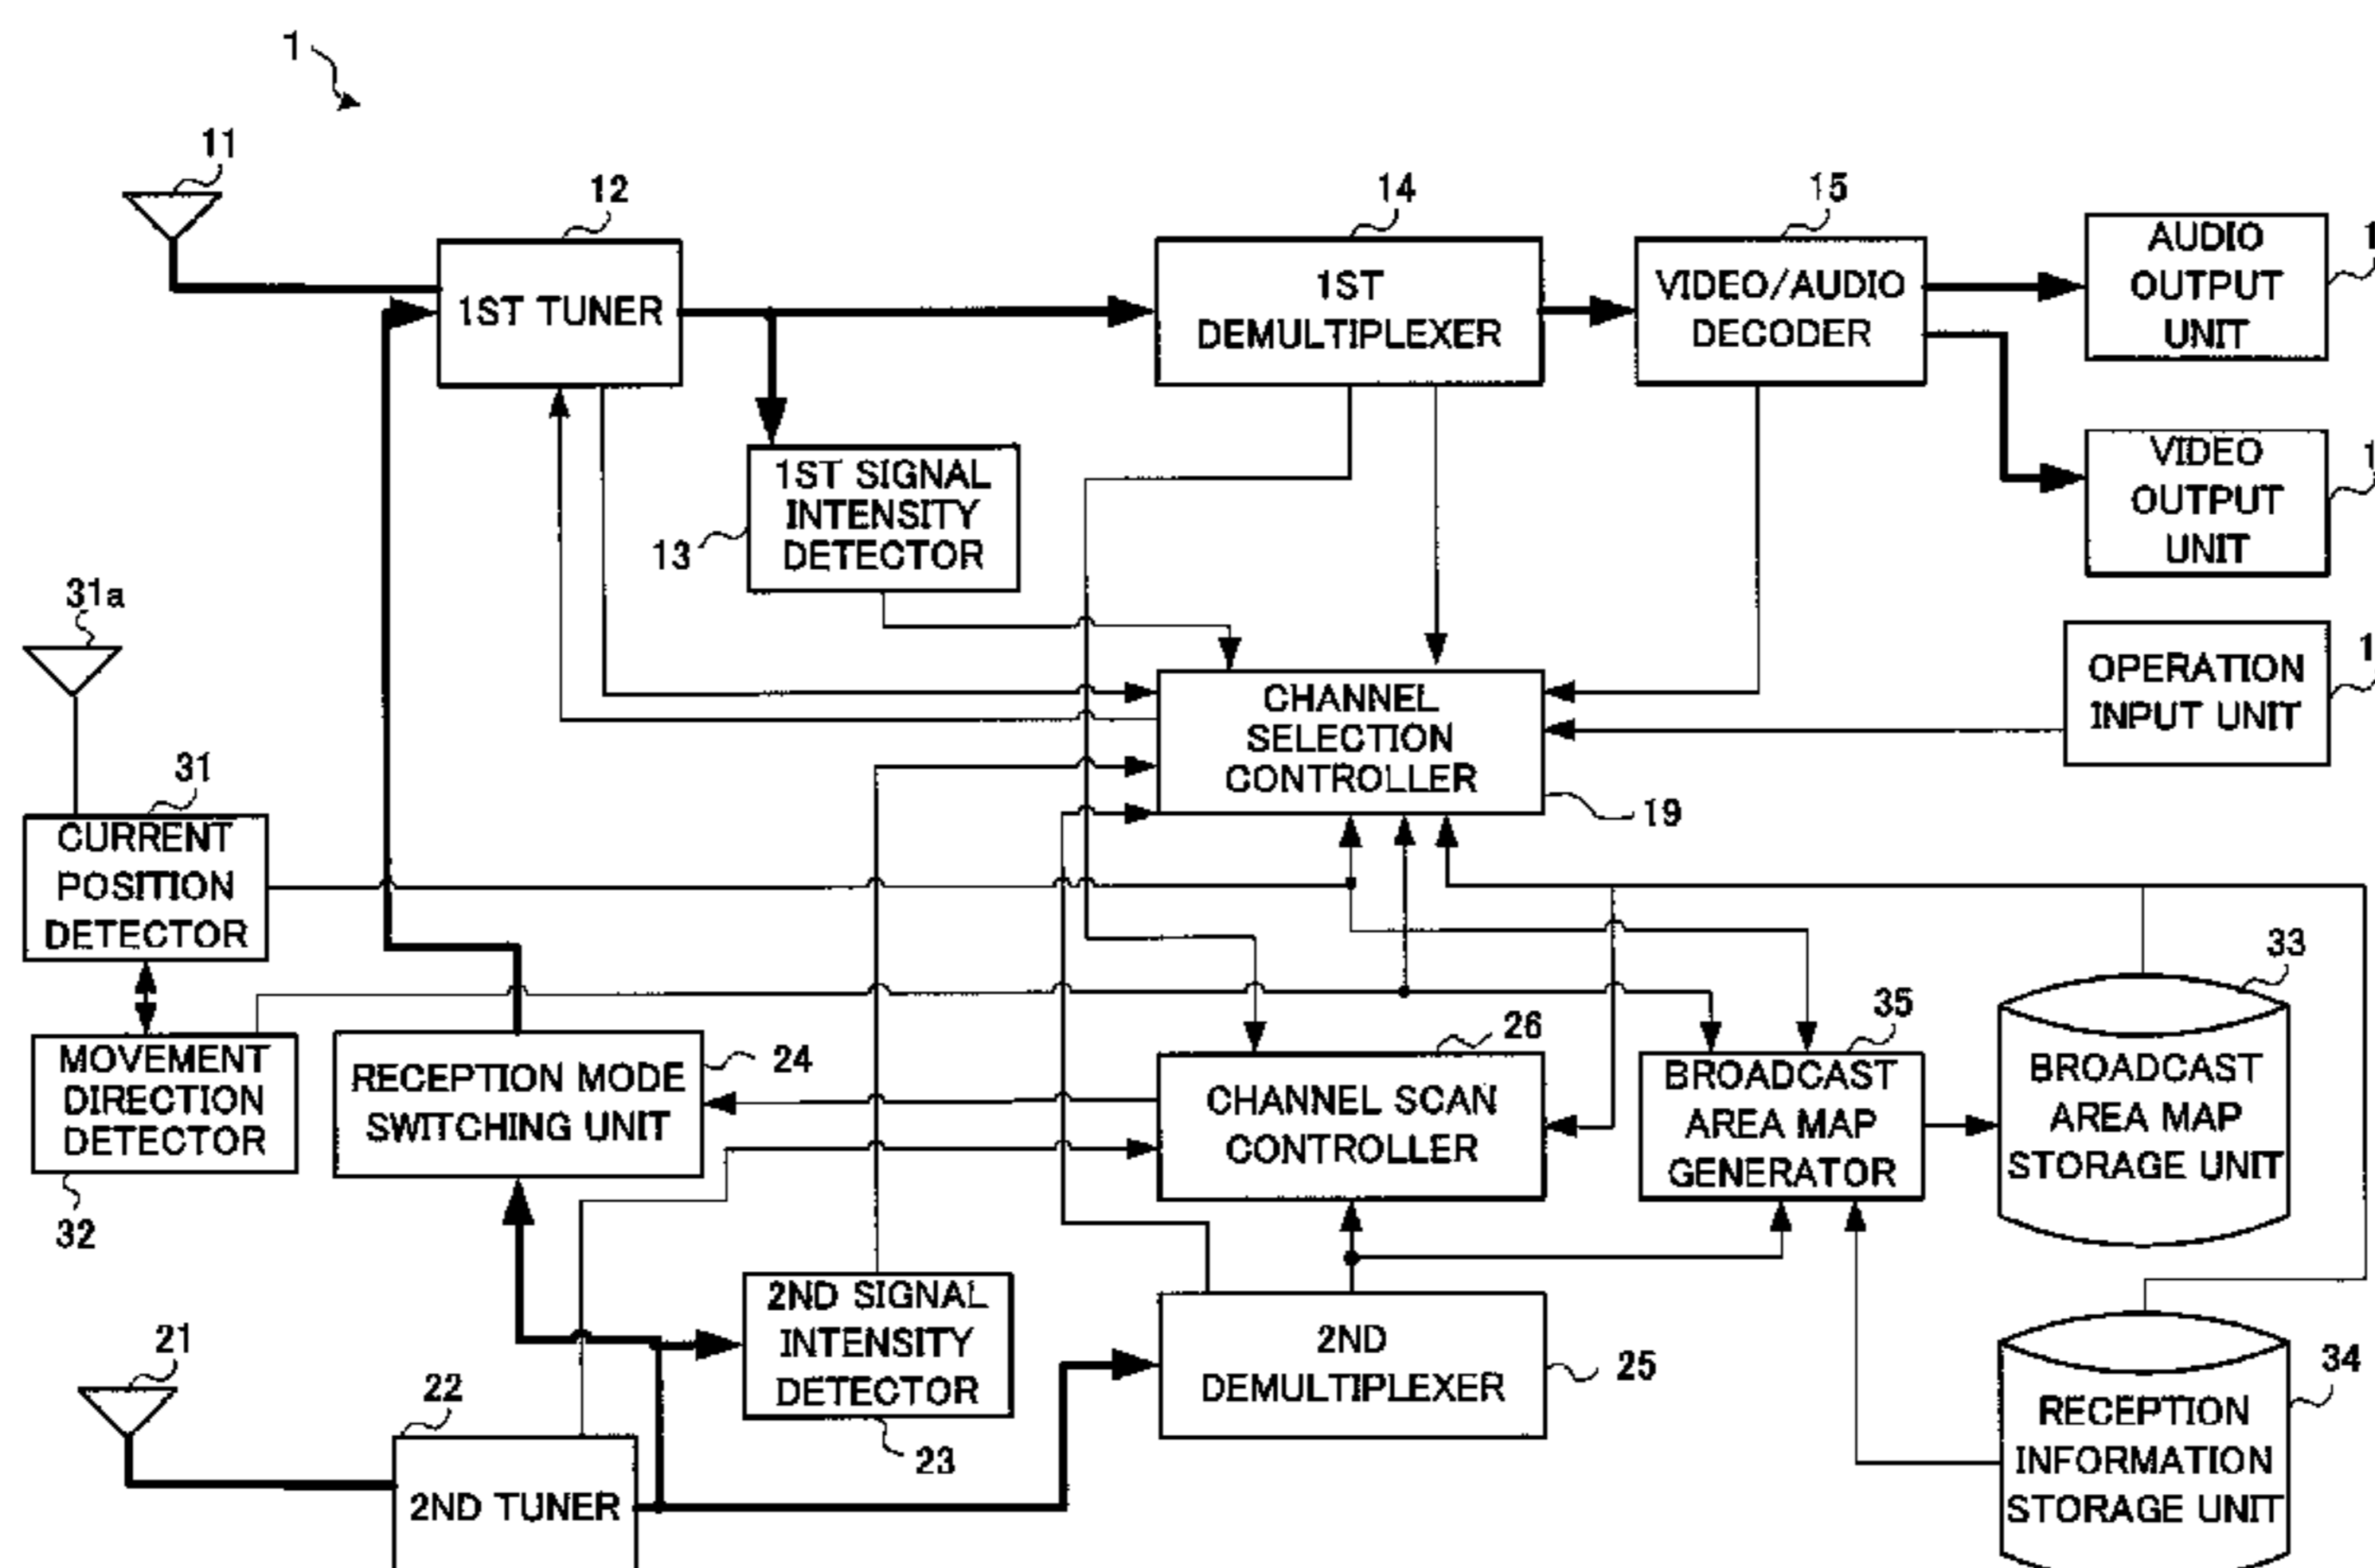 1
11
12
14
15
1ST TUNER
1ST
DEMULTIPLEXER
VIDEO/AUDIO
DECODER
AUDIO
OUTPUT
UNIT
1ST SIGNAL
INTENSITY
DETECTOR
13
VIDEO
OUTPUT
UNIT
31a
OPERATION
INPUT UNIT
CHANNEL
SELECTION
CONTROLLER
19
31
CURRENT
POSITION
DETECTOR
33
35
26
24
MOVEMENT
DIRECTION
DETECTOR
32
RECEPTION MODE
SWITCHING UNIT
CHANNEL SCAN
CONTROLLER
BROADCAST
AREA MAP
GENERATOR
BROADCAST
AREA MAP
STORAGE UNIT
2ND SIGNAL
INTENSITY
DETECTOR
23
2ND
DEMULTIPLEXER
25
21
22
2ND TUNER
34
RECEPTION
INFORMATION
STORAGE UNIT